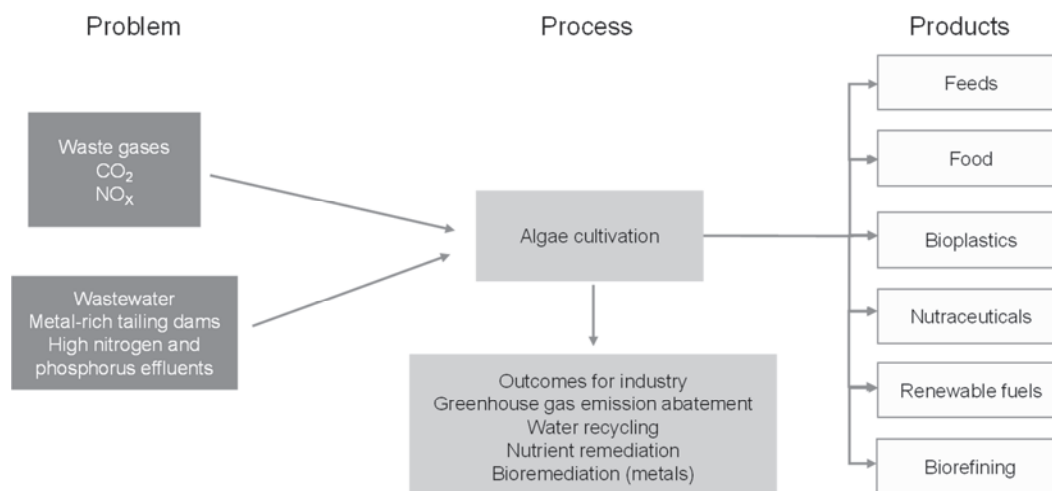 Problem
Process
Products
Waste gases
CO₂
NOₓ
Wastewater
Metal-rich tailing dams
High nitrogen and
phosphorus effluents
Algae cultivation
Outcomes for industry
Greenhouse gas emission abatement
Water recycling
Nutrient remediation
Bioremediation (metals)
Feeds
Food
Bioplastics
Nutraceuticals
Renewable fuels
Biorefining